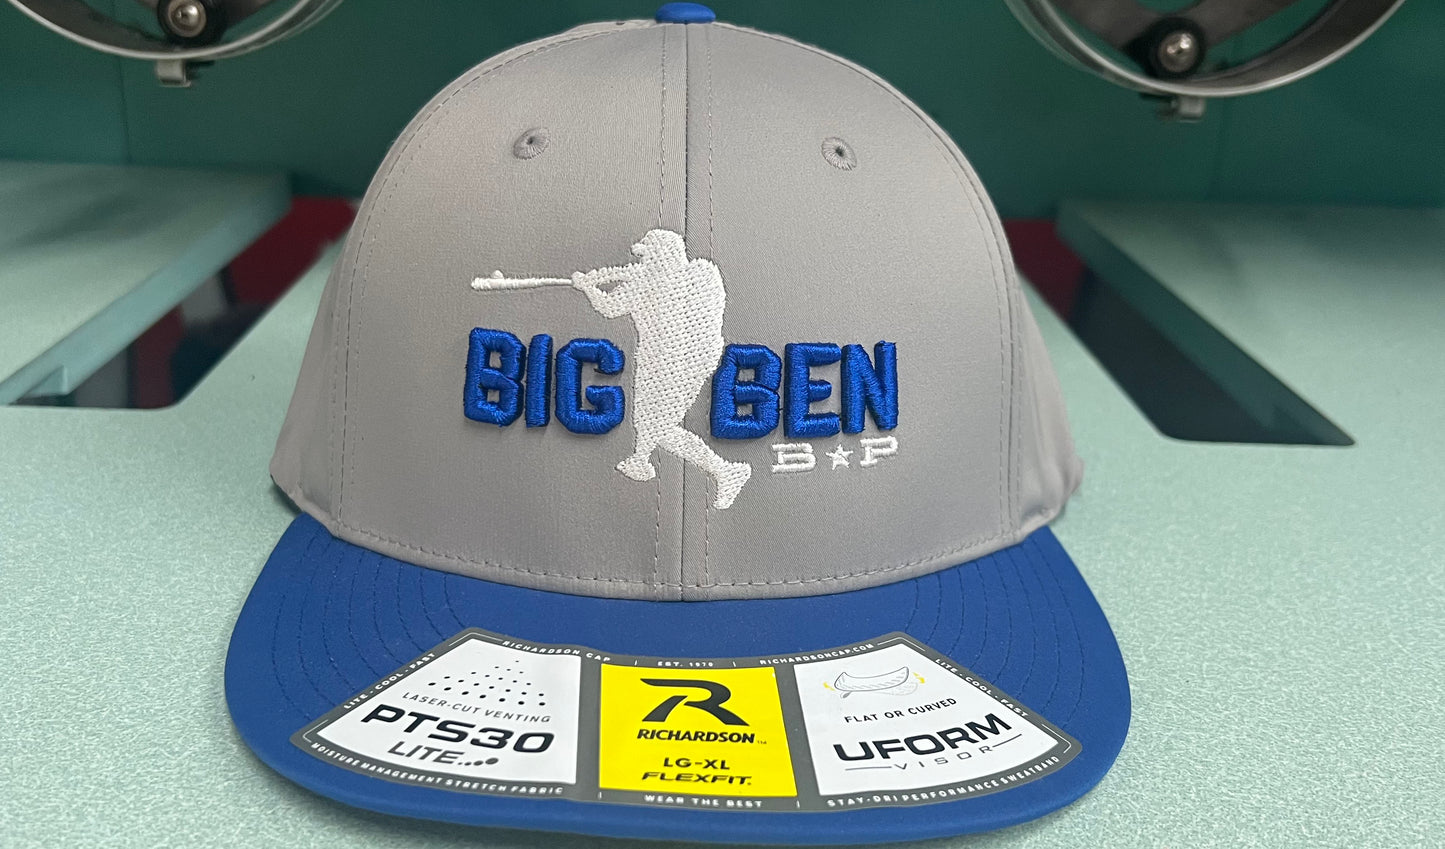 BIG BEN
B★P
RICHARDSON CAP | EST. 1970 | RICHARDSONCAP.COM
LITE · COOL · FAST
LASER-CUT VENTING
PTS30
LITE
MOISTURE MANAGEMENT STRETCH FABRIC
R
RICHARDSON™
LG-XL
FLEXFIT.
WEAR THE BEST
LITE · COOL · FAST
FLAT OR CURVED
UFORM
VISOR
STAY-DRI PERFORMANCE SWEATBAND